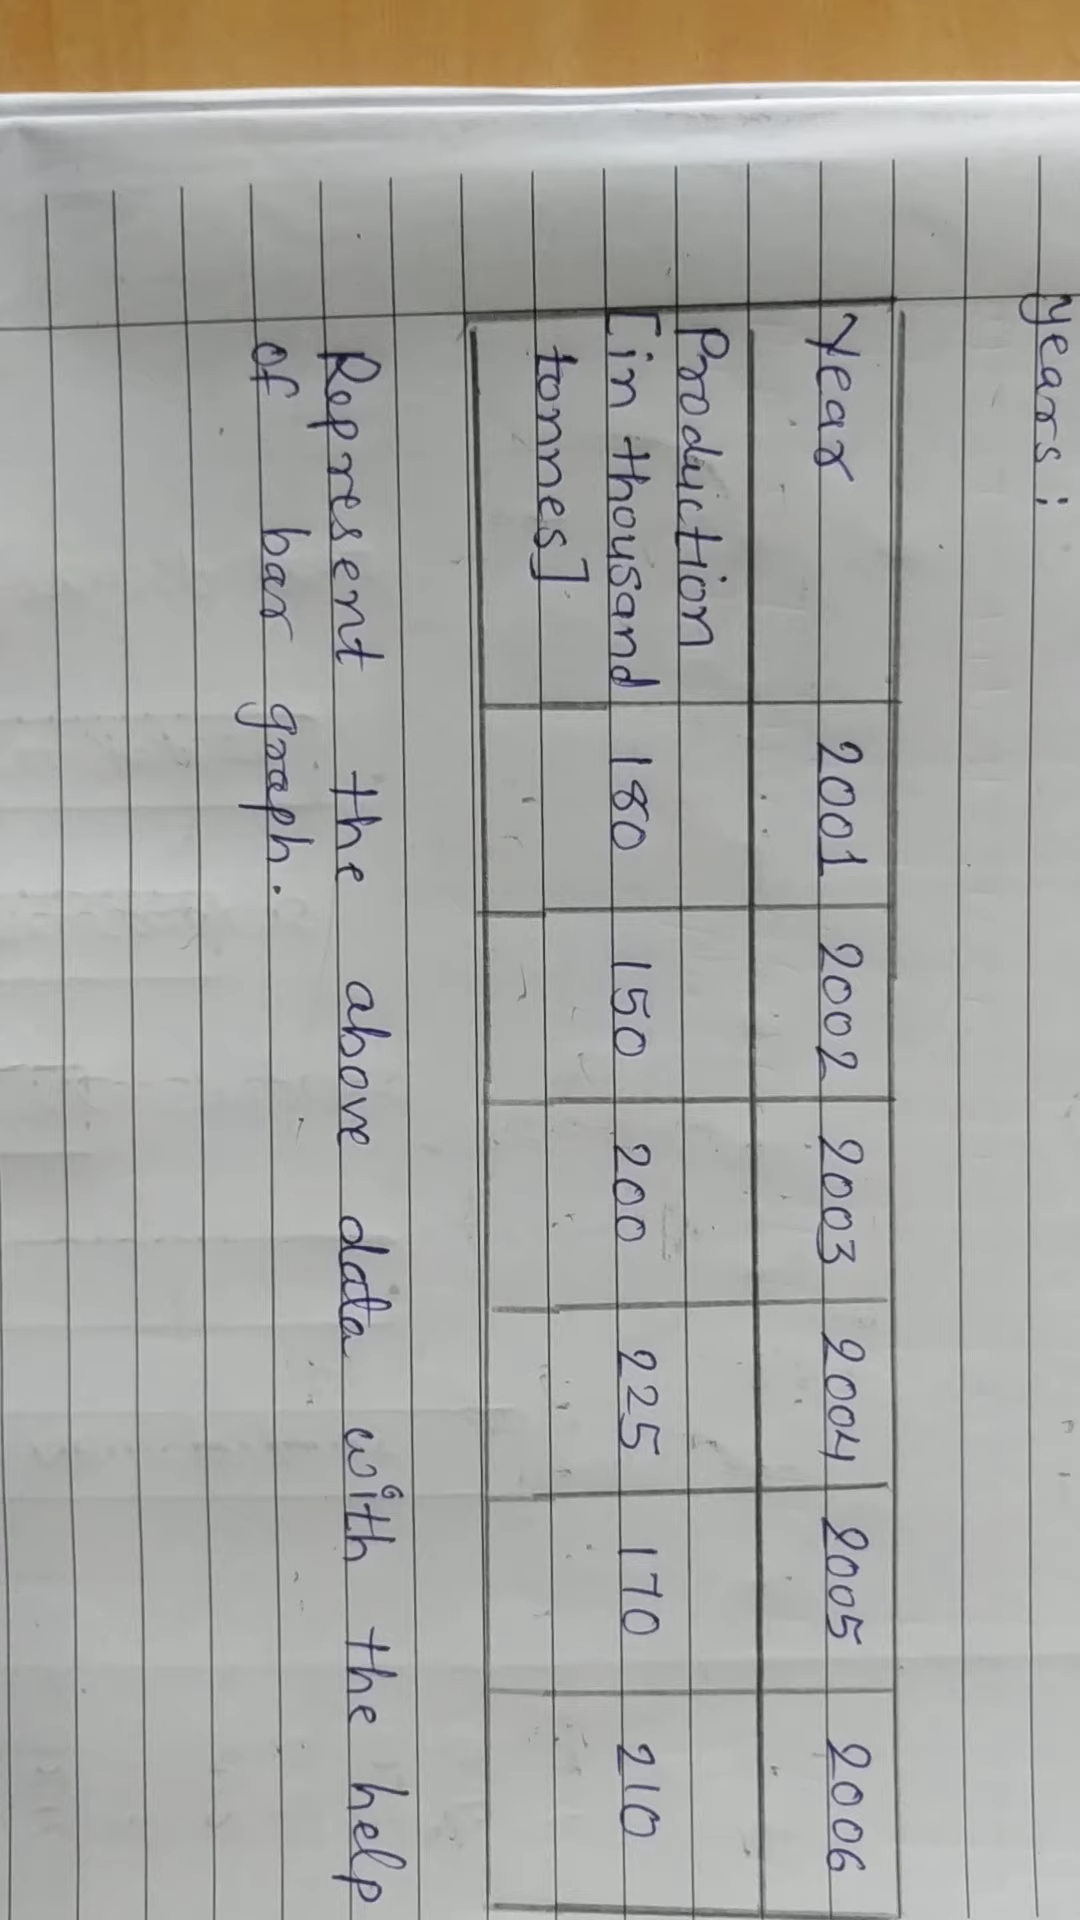 years :
Year 2001 2002 2003 2004 2005 2006
Production
[in thousand 180 150 200 225 170 210
tonnes]
Represent the above data with the help
of bar graph.